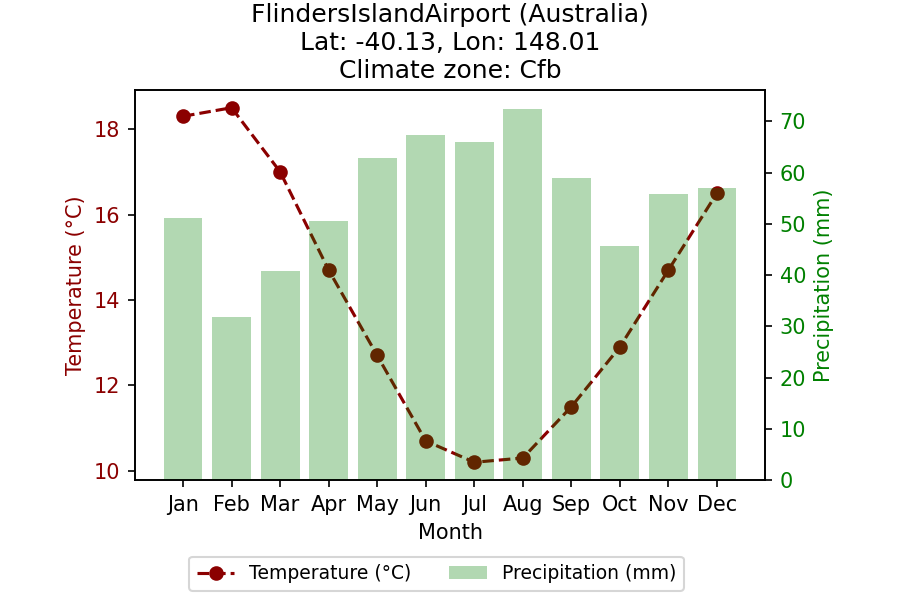 FlindersIslandAirport (Australia)
Lat: -40.13, Lon: 148.01
Climate zone: Cfb
18
16
14
12
10
Temperature (°C)
70
60
50
40
30
20
10
0
Precipitation (mm)
Jan Feb Mar Apr May Jun Jul Aug Sep Oct Nov Dec
Month
Temperature (°C) Precipitation (mm)